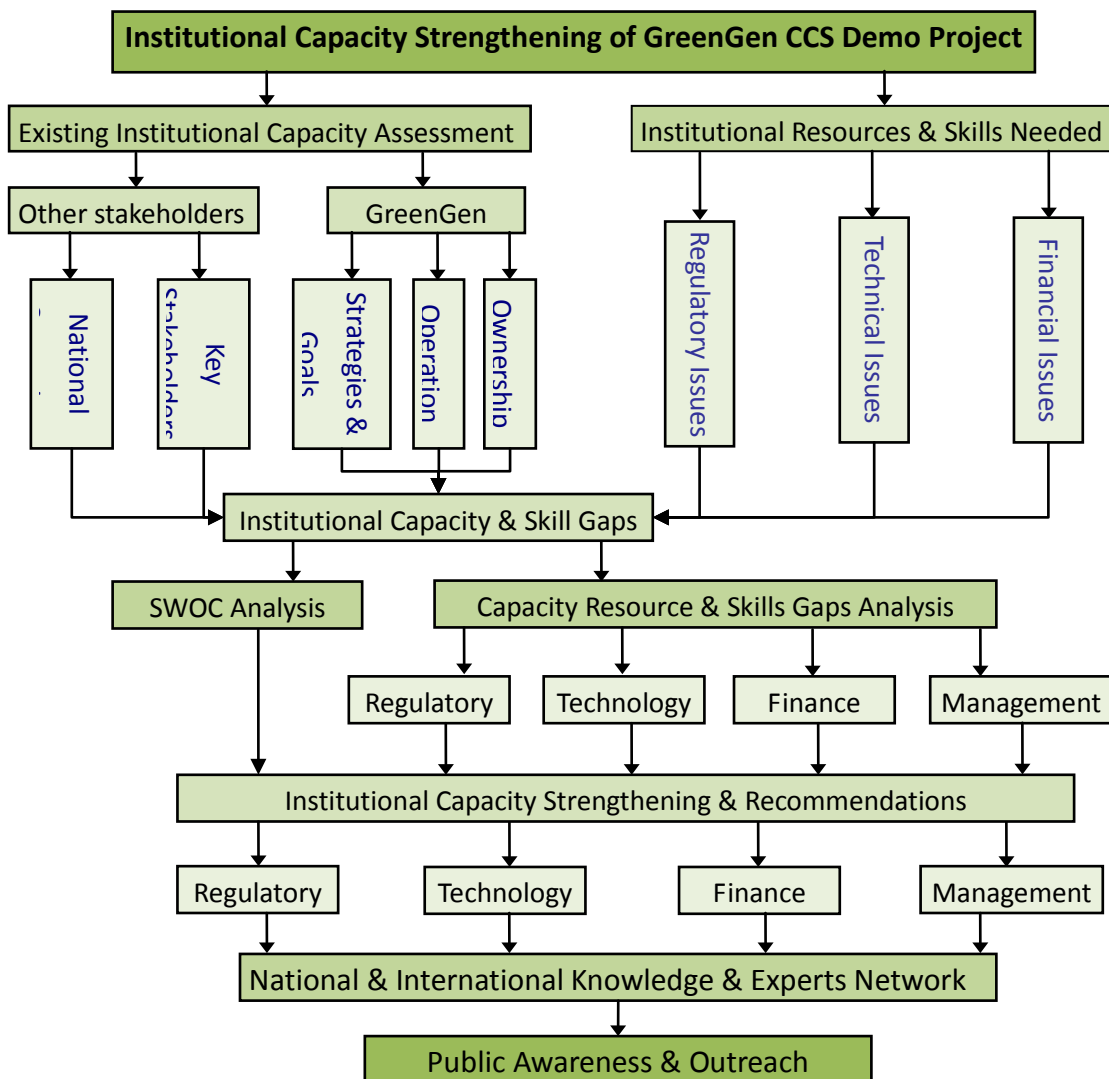 Institutional Capacity Strengthening of GreenGen CCS Demo Project
Existing Institutional Capacity Assessment
Institutional Resources & Skills Needed
Other stakeholders
GreenGen
National
Key
Stakeholders
Strategies &
Goals
Operation
Ownership
Regulatory Issues
Technical Issues
Financial Issues
Institutional Capacity & Skill Gaps
SWOC Analysis
Capacity Resource & Skills Gaps Analysis
Regulatory
Technology
Finance
Management
Institutional Capacity Strengthening & Recommendations
Regulatory
Technology
Finance
Management
National & International Knowledge & Experts Network
Public Awareness & Outreach